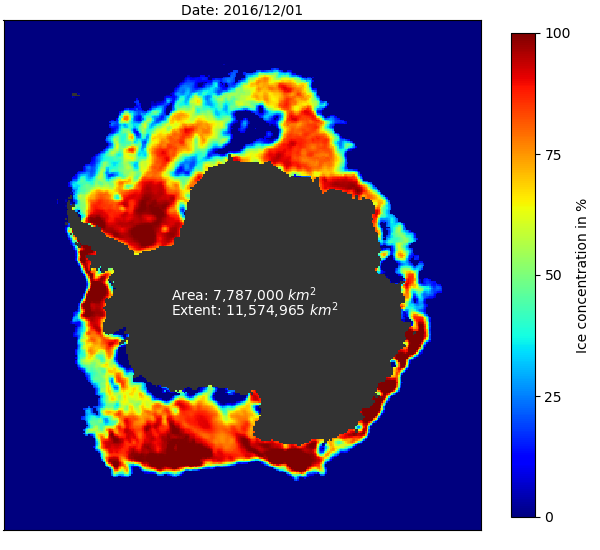 Date: 2016/12/01
100
75
50
25
0
Ice concentration in %
Area: 7,787,000 km²
Extent: 11,574,965 km²